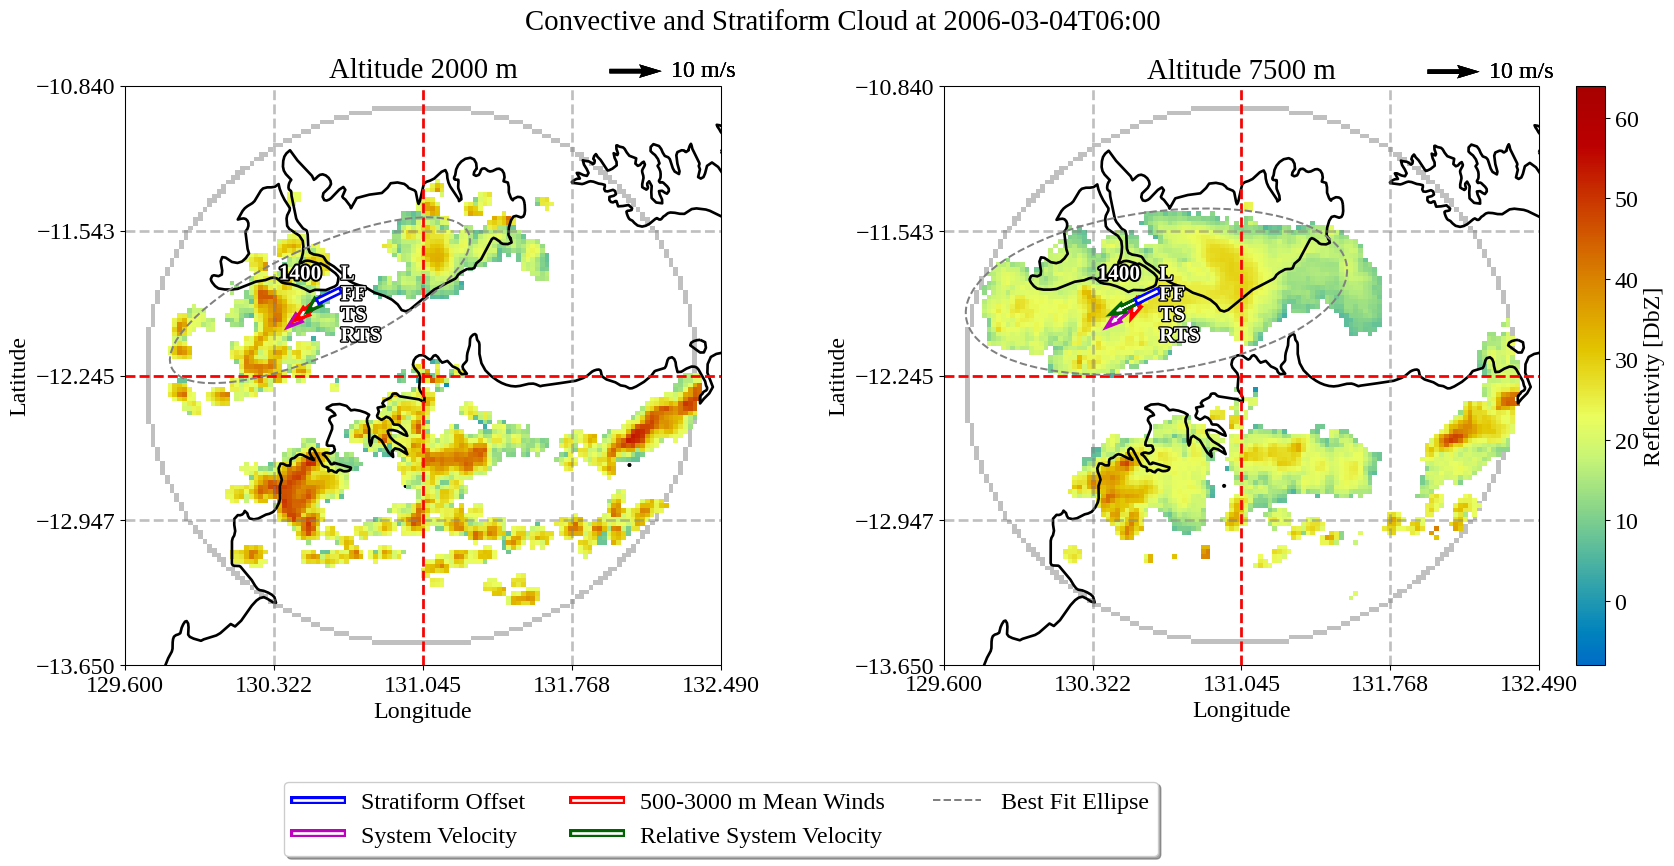 Convective and Stratiform Cloud at 2006-03-04T06:00
Altitude 2000 m
10 m/s
−10.840
−11.543
−12.245
−12.947
−13.650
129.600
130.322
131.045
131.768
132.490
Latitude
Longitude
1400
L
FF
TS
RTS
Altitude 7500 m
10 m/s
−10.840
−11.543
−12.245
−12.947
−13.650
129.600
130.322
131.045
131.768
132.490
Latitude
Longitude
1400
L
FF
TS
RTS
60
50
40
30
20
10
0
Reflectivity [DbZ]
Stratiform Offset
System Velocity
500-3000 m Mean Winds
Relative System Velocity
Best Fit Ellipse